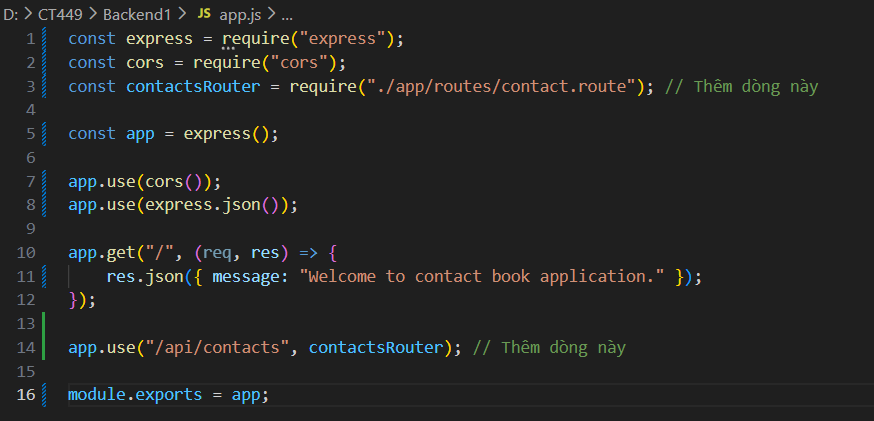 D: > CT449 > Backend1 > JS app.js > ...
1 const express = require("express");
2 const cors = require("cors");
3 const contactsRouter = require("./app/routes/contact.route"); // Thêm dòng này
4
5 const app = express();
6
7 app.use(cors());
8 app.use(express.json());
9
10 app.get("/", (req, res) => {
11     res.json({ message: "Welcome to contact book application." });
12 });
13
14 app.use("/api/contacts", contactsRouter); // Thêm dòng này
15
16 module.exports = app;